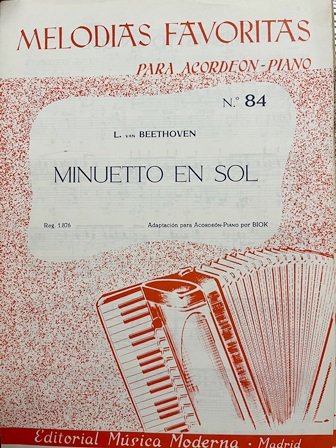 MELODIAS FAVORITAS
PARA ACORDEÓN-PIANO
N.º 84
L. VAN BEETHOVEN
MINUETTO EN SOL
Reg. 1.876 Adaptación para ACORDEÓN-PIANO por BIOK
Editorial Música Moderna · Madrid